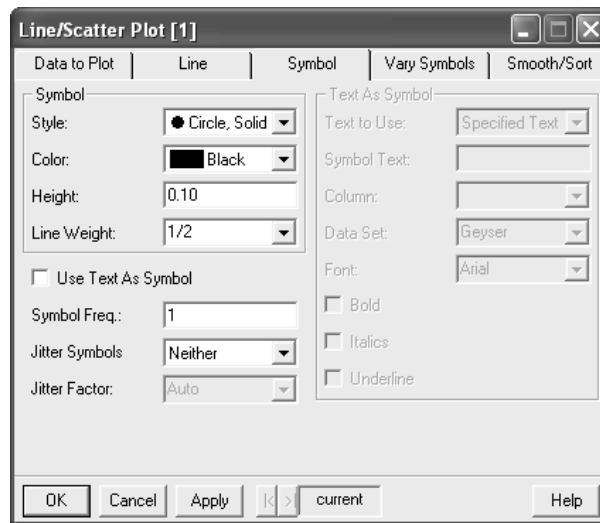 Line/Scatter Plot [1]
Data to Plot
Line
Symbol
Vary Symbols
Smooth/Sort
Symbol
Style:
Circle, Solid
Color:
Black
Height:
0.10
Line Weight:
1/2
Use Text As Symbol
Symbol Freq.:
1
Jitter Symbols
Neither
Jitter Factor:
Auto
Text As Symbol
Text to Use:
Specified Text
Symbol Text:
Column:
Data Set:
Geyser
Font:
Arial
Bold
Italics
Underline
OK
Cancel
Apply
current
Help